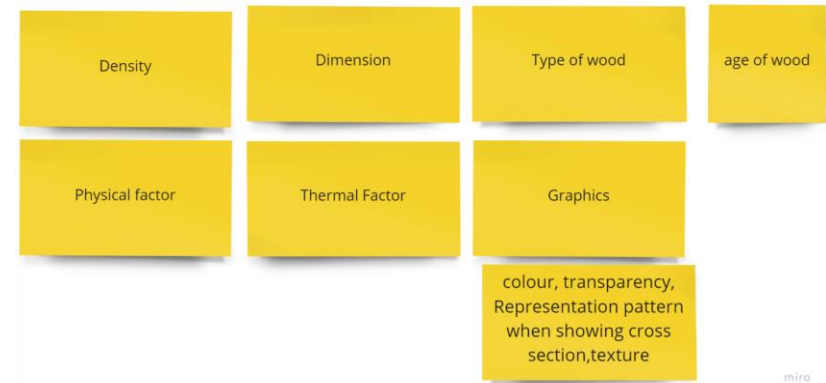 Density
Dimension
Type of wood
age of wood
Physical factor
Thermal Factor
Graphics
colour, transparency,
Representation pattern
when showing cross
section,texture
miro